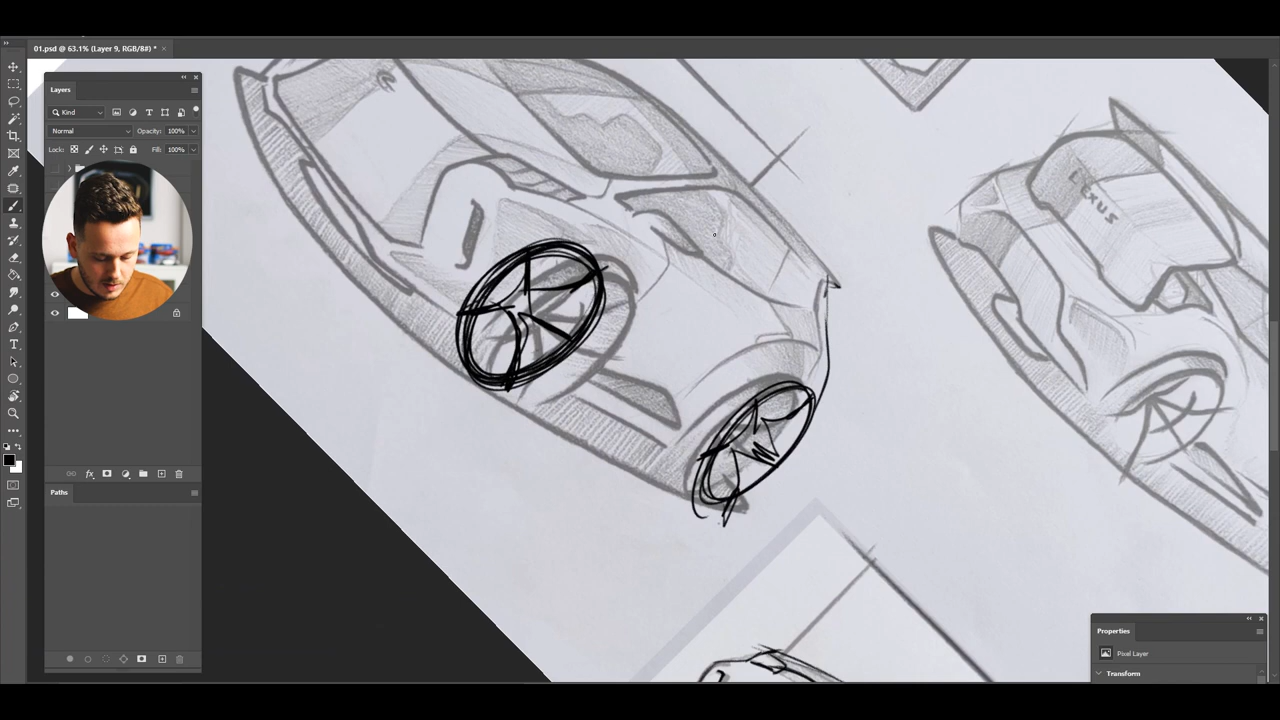 01.psd @ 63.1% (Layer 9, RGB/8#) *
Layers
Kind
Normal
Opacity: 100%
Lock:
Fill: 100%
LEXUS
Paths
Properties
Pixel Layer
Transform